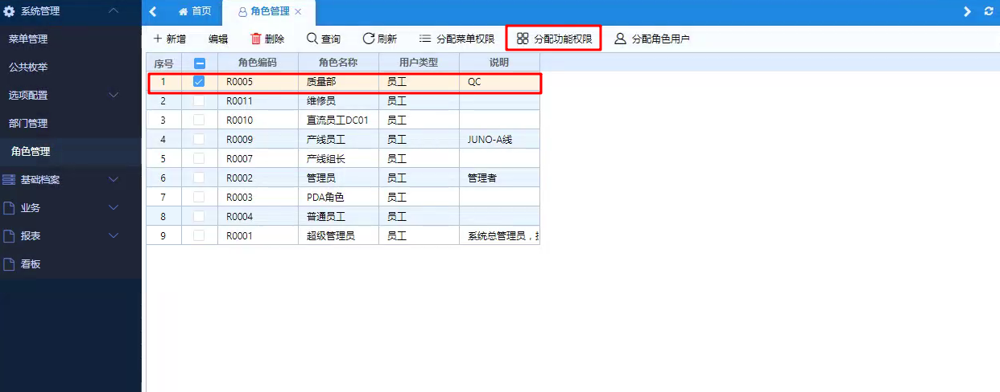 系统管理
首页
角色管理
菜单管理
公共枚举
选项配置
部门管理
角色管理
基础档案
业务
报表
看板
新增 编辑 删除 查询 刷新 分配菜单权限 分配功能权限 分配角色用户
序号 角色编码 角色名称 用户类型 说明
1 R0005 质量部 员工 QC
2 R0011 维修员 员工
3 R0010 直流员工DC01 员工
4 R0009 产线员工 员工 JUNO-A线
5 R0007 产线组长 员工
6 R0002 管理员 员工 管理者
7 R0003 PDA角色 员工
8 R0004 普通员工 员工
9 R0001 超级管理员 员工 系统总管理员，